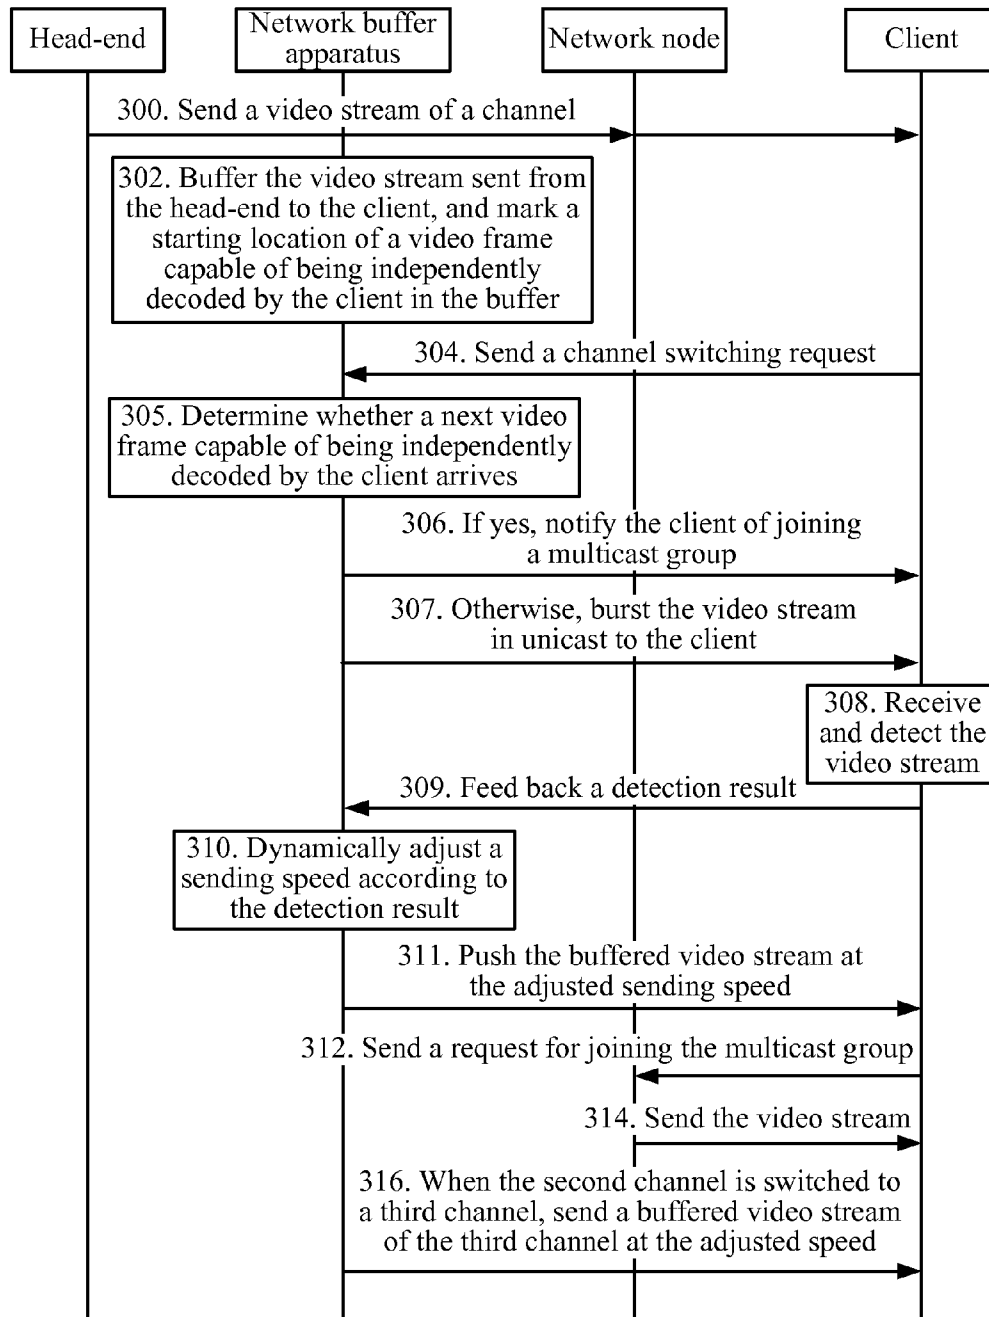 Head-end
Network buffer
apparatus
Network node
Client
300. Send a video stream of a channel
302. Buffer the video stream sent from
the head-end to the client, and mark a
starting location of a video frame
capable of being independently
decoded by the client in the buffer
304. Send a channel switching request
305. Determine whether a next video
frame capable of being independently
decoded by the client arrives
306. If yes, notify the client of joining
a multicast group
307. Otherwise, burst the video stream
in unicast to the client
308. Receive
and detect the
video stream
309. Feed back a detection result
310. Dynamically adjust a
sending speed according to
the detection result
311. Push the buffered video stream at
the adjusted sending speed
312. Send a request for joining the multicast group
314. Send the video stream
316. When the second channel is switched to
a third channel, send a buffered video stream
of the third channel at the adjusted speed